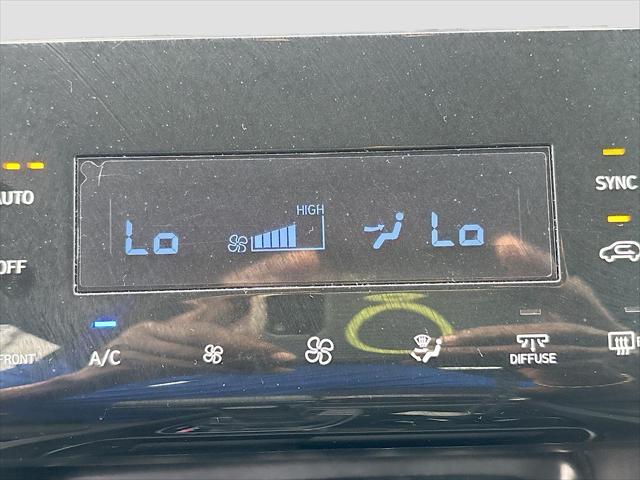 HIGH
Lo
Lo
AUTO
SYNC
OFF
FRONT
A/C
DIFFUSE